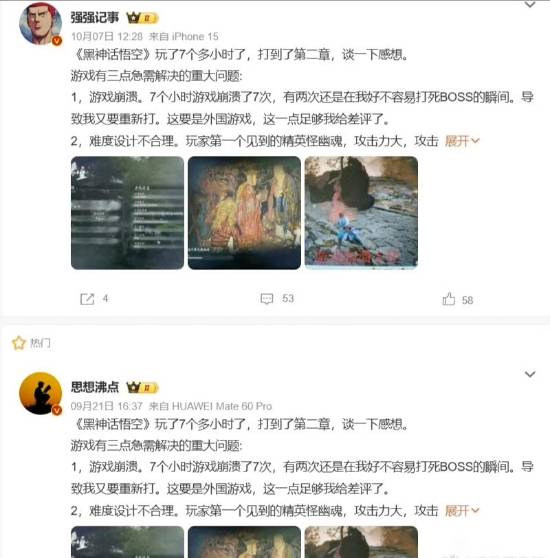 强强记事
10月07日 12:28 来自 iPhone 15
《黑神话悟空》玩了7个多小时了，打到了第二章，谈一下感想。
游戏有三点急需解决的重大问题:
1，游戏崩溃。7个小时游戏崩溃了7次，有两次还是在我好不容易打死BOSS的瞬间。导
致我又要重新打。这要是外国游戏，这一点足够我给差评了。
2，难度设计不合理。玩家第一个见到的精英怪幽魂，攻击力大，攻击 展开
4
53
58
热门
思想沸点
09月21日 16:37 来自 HUAWEI Mate 60 Pro
《黑神话悟空》玩了7个多小时了，打到了第二章，谈一下感想。
游戏有三点急需解决的重大问题:
1，游戏崩溃。7个小时游戏崩溃了7次，有两次还是在我好不容易打死BOSS的瞬间。导
致我又要重新打。这要是外国游戏，这一点足够我给差评了。
2，难度设计不合理。玩家第一个见到的精英怪幽魂，攻击力大，攻击 展开